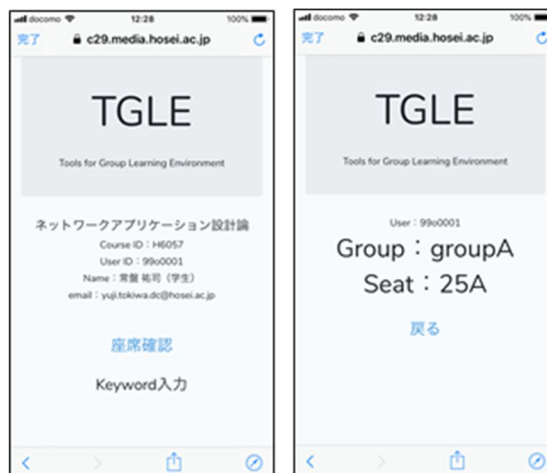 docomo 12:28 100%
完了 c29.media.hosei.ac.jp
TGLE
Tools for Group Learning Environment
ネットワークアプリケーション設計論
Course ID：H6057
User ID：99o0001
Name：常盤 祐司（学生）
email：yuji.tokiwa.dc@hosei.ac.jp
座席確認
Keyword入力
docomo 12:28 100%
完了 c29.media.hosei.ac.jp
TGLE
Tools for Group Learning Environment
User：99o0001
Group：groupA
Seat：25A
戻る